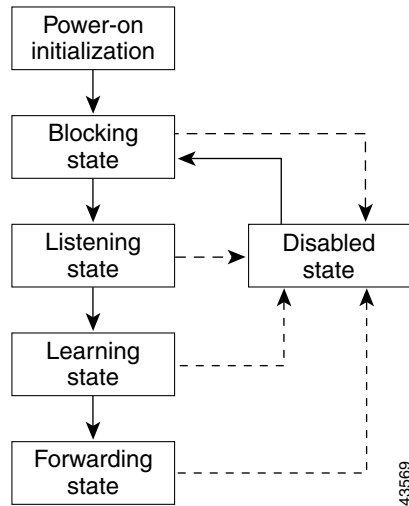 Power-on
initialization
Blocking
state
Listening
state
Disabled
state
Learning
state
Forwarding
state
43569